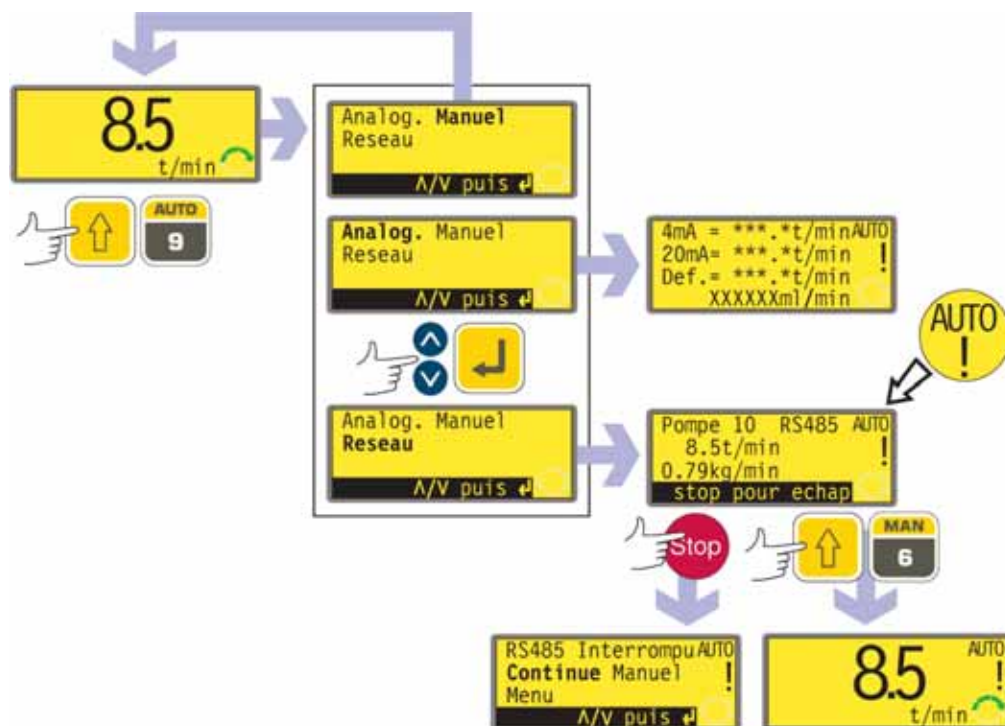 8.5
t/min
AUTO
9
Analog. Manuel
Reseau
Λ/V puis ↲
Analog. Manuel
Reseau
Λ/V puis ↲
4mA = ***.*t/min AUTO
20mA= ***.*t/min !
Def.= ***.*t/min
XXXXXXml/min
AUTO
!
Analog. Manuel
Reseau
Λ/V puis ↲
Pompe 10 RS485 AUTO
8.5t/min !
0.79kg/min
stop pour echap
Stop
MAN
6
RS485 Interrompu AUTO
Continue Manuel !
Menu
Λ/V puis ↲
8.5 AUTO
!
t/min